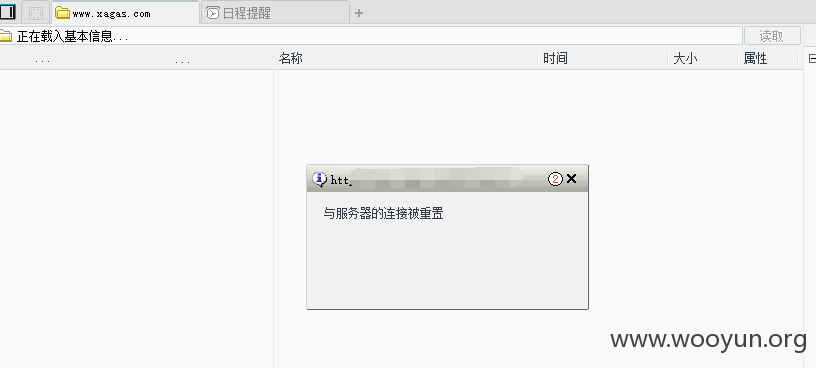 www.xagas.com 日程提醒 +
正在载入基本信息... 读取
... ... 名称 时间 大小 属性
htt 2
与服务器的连接被重置
www.wooyun.org